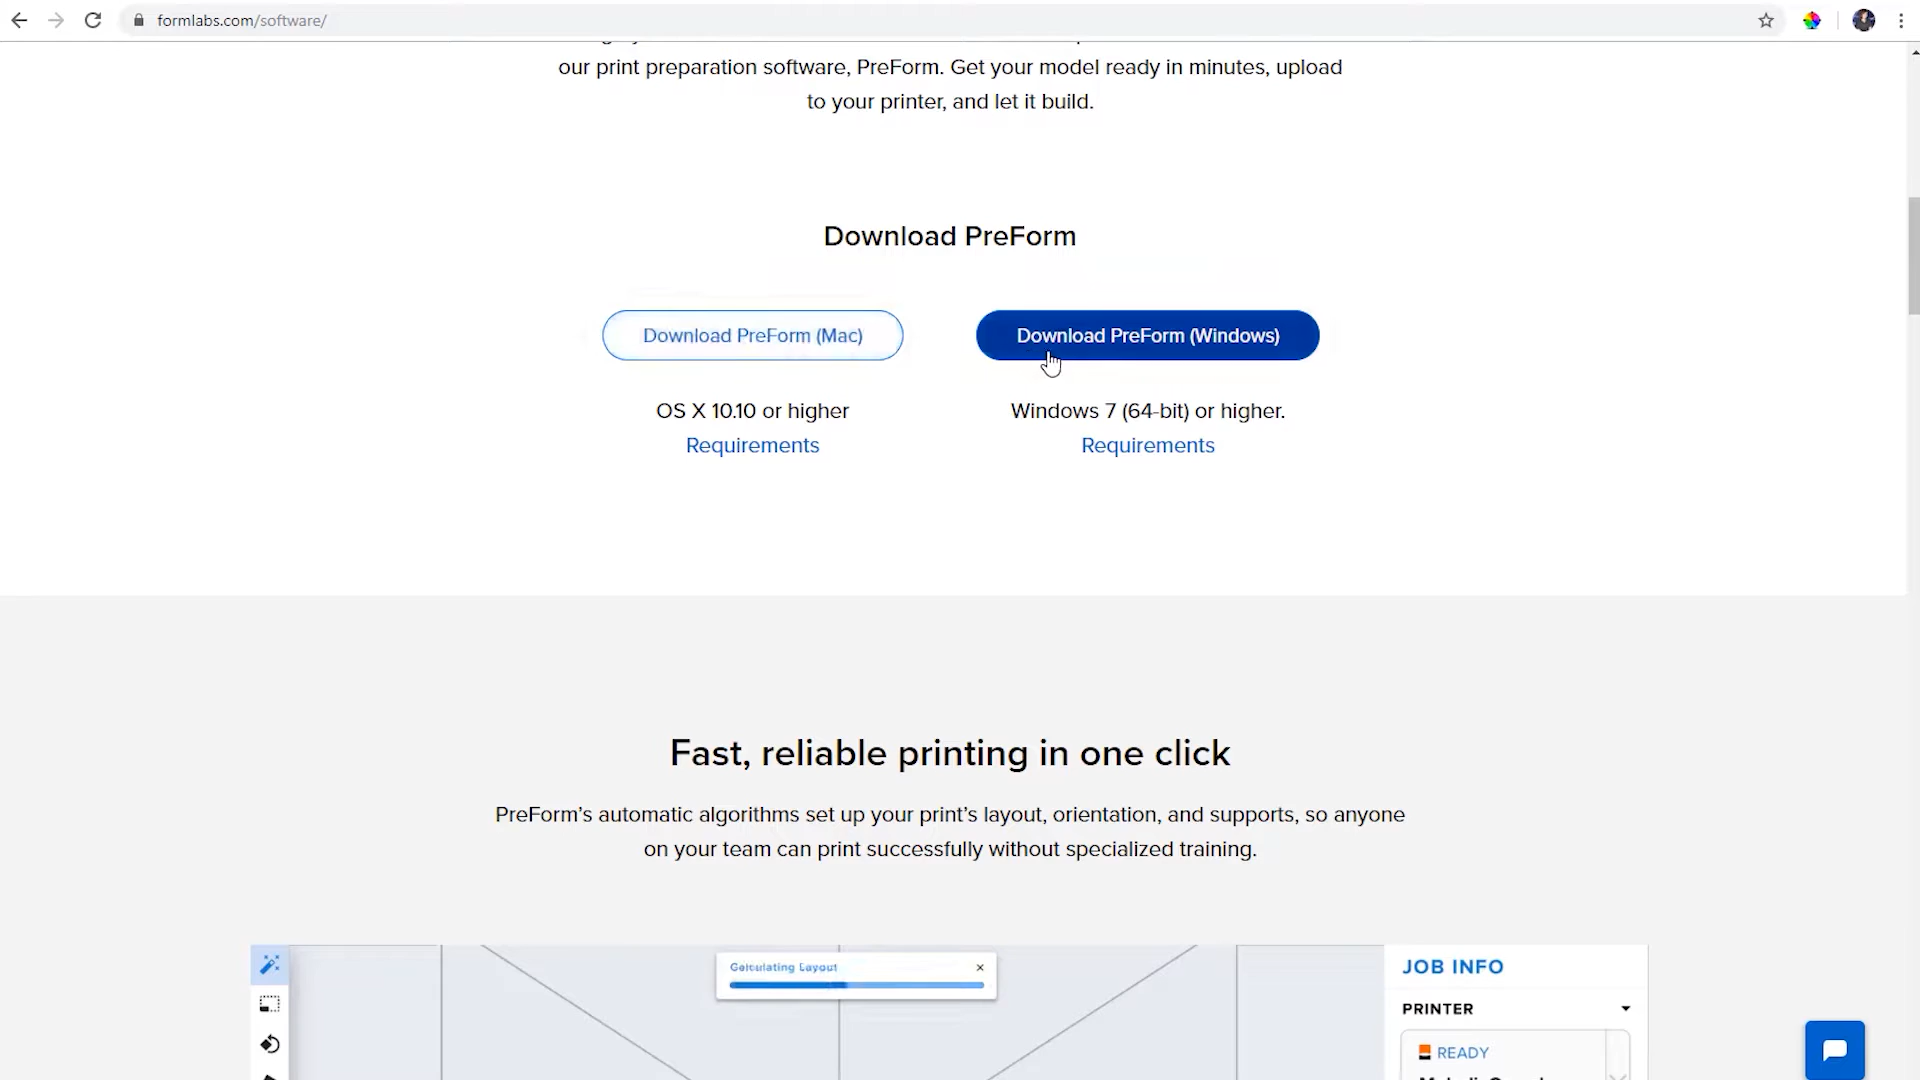 formlabs.com/software/
our print preparation software, PreForm. Get your model ready in minutes, upload
to your printer, and let it build.
Download PreForm
Download PreForm (Mac)
Download PreForm (Windows)
OS X 10.10 or higher
Requirements
Windows 7 (64-bit) or higher.
Requirements
Fast, reliable printing in one click
PreForm’s automatic algorithms set up your print’s layout, orientation, and supports, so anyone
on your team can print successfully without specialized training.
Calculating Layout
JOB INFO
PRINTER
READY